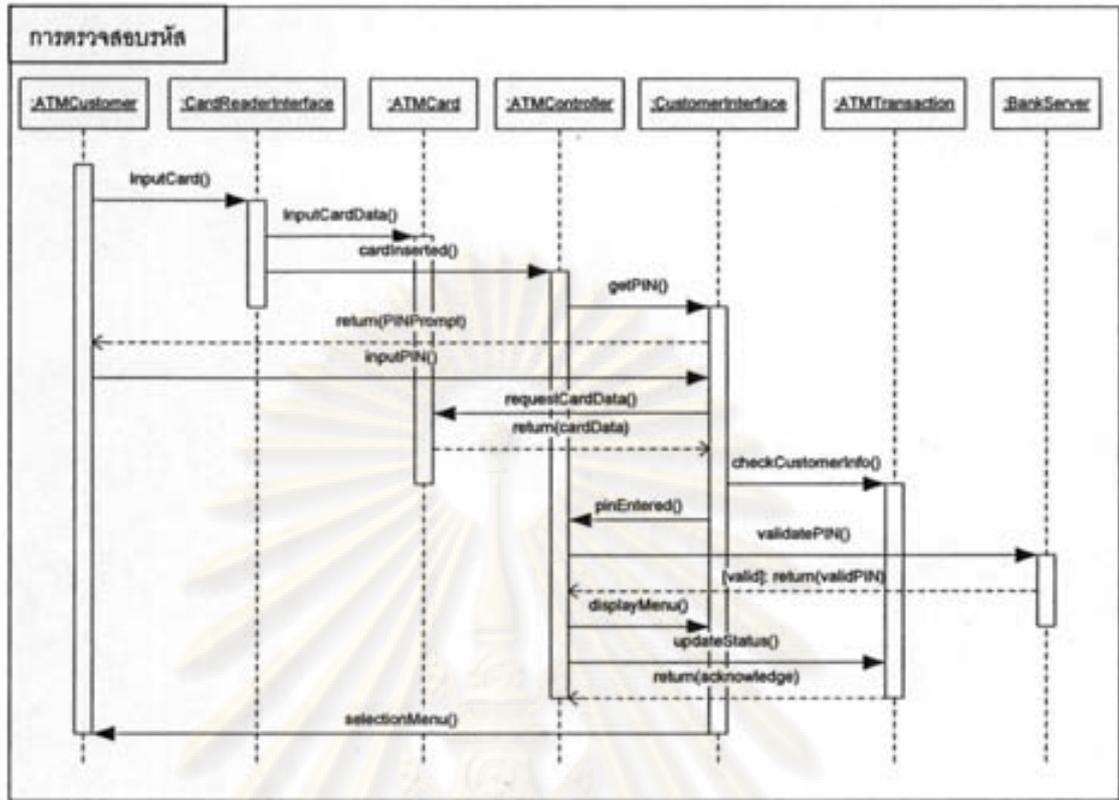 การตรวจสอบรหัส
:ATMCustomer :CardReaderInterface :ATMCard :ATMController :CustomerInterface :ATMTransaction :BankServer
InputCard()
InputCardData()
cardInserted()
getPIN()
return(PINPrompt)
inputPIN()
requestCardData()
return(cardData)
checkCustomerInfo()
pinEntered()
validatePIN()
[valid]: return(validPIN)
displayMenu()
updateStatus()
return(acknowledge)
selectionMenu()